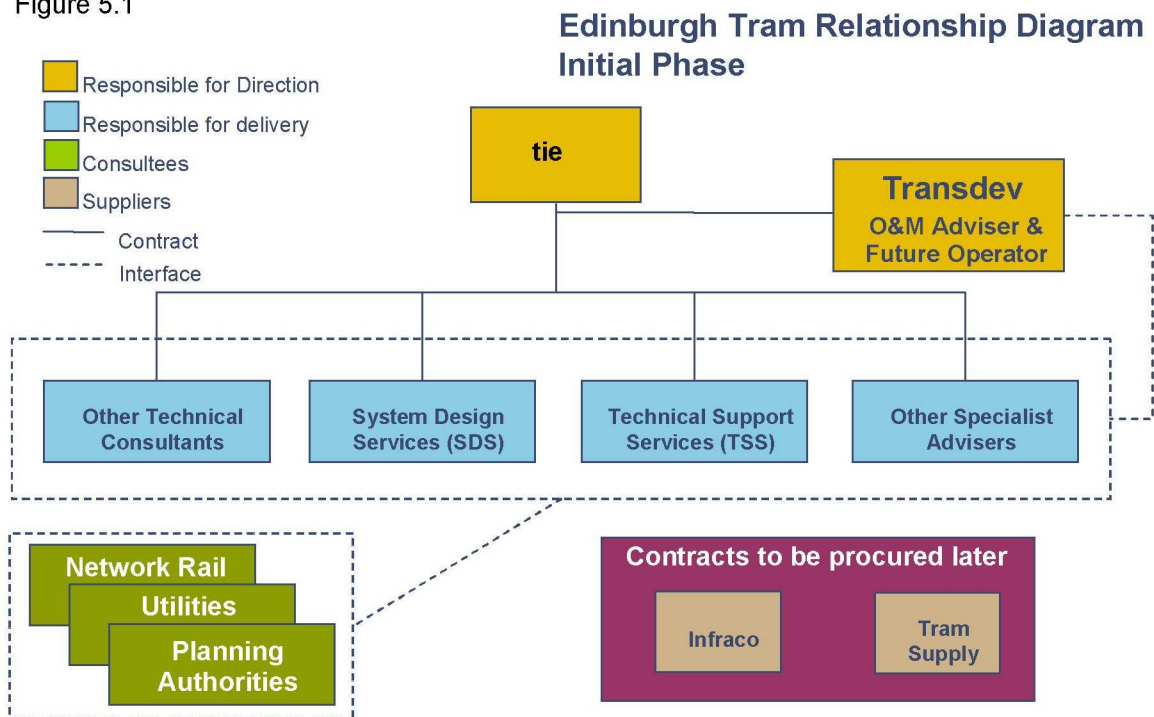 Figure 5.1
Edinburgh Tram Relationship Diagram
Initial Phase
Responsible for Direction
Responsible for delivery
Consultees
Suppliers
Contract
Interface
tie
Transdev
O&M Adviser &
Future Operator
Other Technical
Consultants
System Design
Services (SDS)
Technical Support
Services (TSS)
Other Specialist
Advisers
Network Rail
Utilities
Planning
Authorities
Contracts to be procured later
Infraco
Tram
Supply